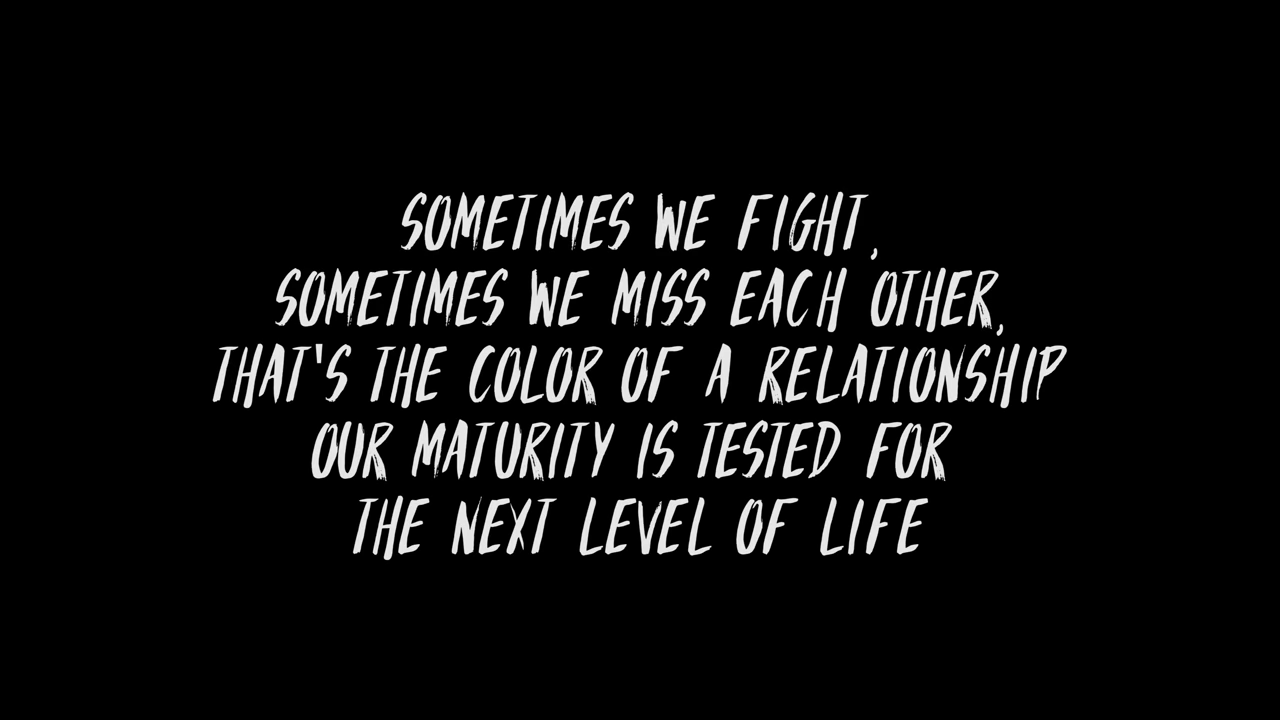 SOMETIMES WE FIGHT,
SOMETIMES WE MISS EACH OTHER,
THAT'S THE COLOR OF A RELATIONSHIP
OUR MATURITY IS TESTED FOR
THE NEXT LEVEL OF LIFE